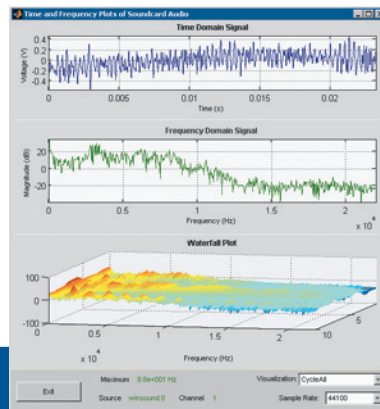 Time and Frequency Plots of Soundcard Audio
Time Domain Signal
Voltage (V)
0.4
0.2
0
-0.2
-0.4
0 0.005 0.01 0.015 0.02
Time (s)
Frequency Domain Signal
Magnitude (dB)
20
0
-20
0 0.5 1 1.5 2
x 10⁴
Frequency (Hz)
Waterfall Plot
100
0
-100
0 0.5 1 1.5 2
5
10
x 10⁴
Frequency (Hz)
Exit
Maximum 8.6e+001 Hz
Source winsound 0 Channel 1
Visualization: CycleAll
Sample Rate: 44100